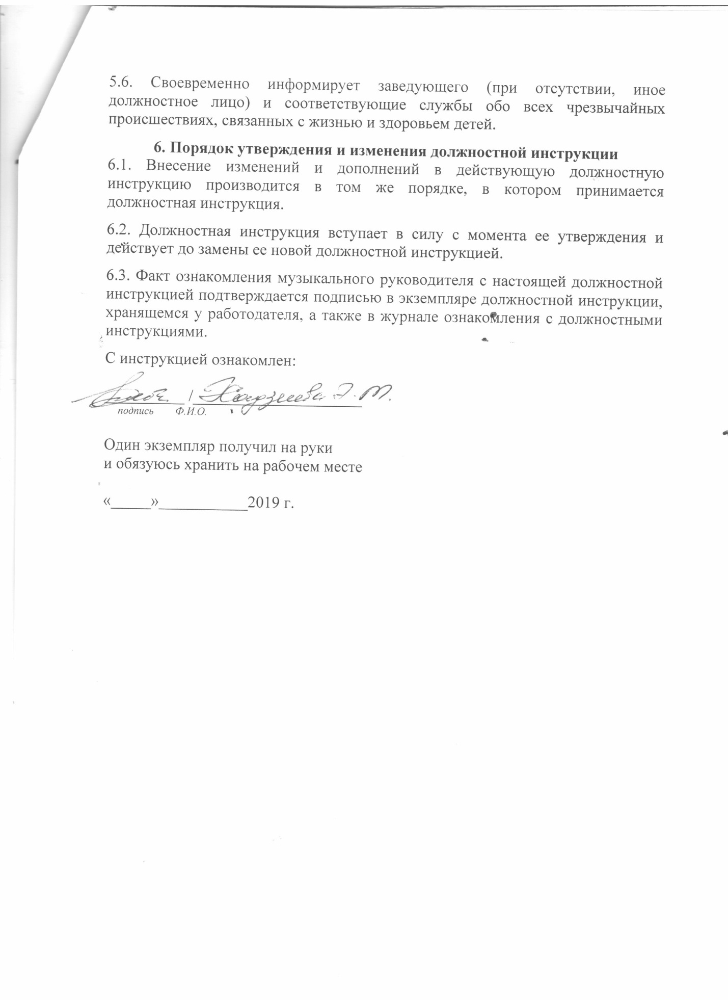 5.6. Своевременно информирует заведующего (при отсутствии, иное
должностное лицо) и соответствующие службы обо всех чрезвычайных
происшествиях, связанных с жизнью и здоровьем детей.
6. Порядок утверждения и изменения должностной инструкции
6.1. Внесение изменений и дополнений в действующую должностную
инструкцию производится в том же порядке, в котором принимается
должностная инструкция.
6.2. Должностная инструкция вступает в силу с момента ее утверждения и
действует до замены ее новой должностной инструкцией.
6.3. Факт ознакомления музыкального руководителя с настоящей должностной
инструкцией подтверждается подписью в экземпляре должностной инструкции,
хранящемся у работодателя, а также в журнале ознакомления с должностными
инструкциями.
С инструкцией ознакомлен:
/
подпись Ф.И.О.
Один экземпляр получил на руки
и обязуюсь хранить на рабочем месте
«_____»___________2019 г.